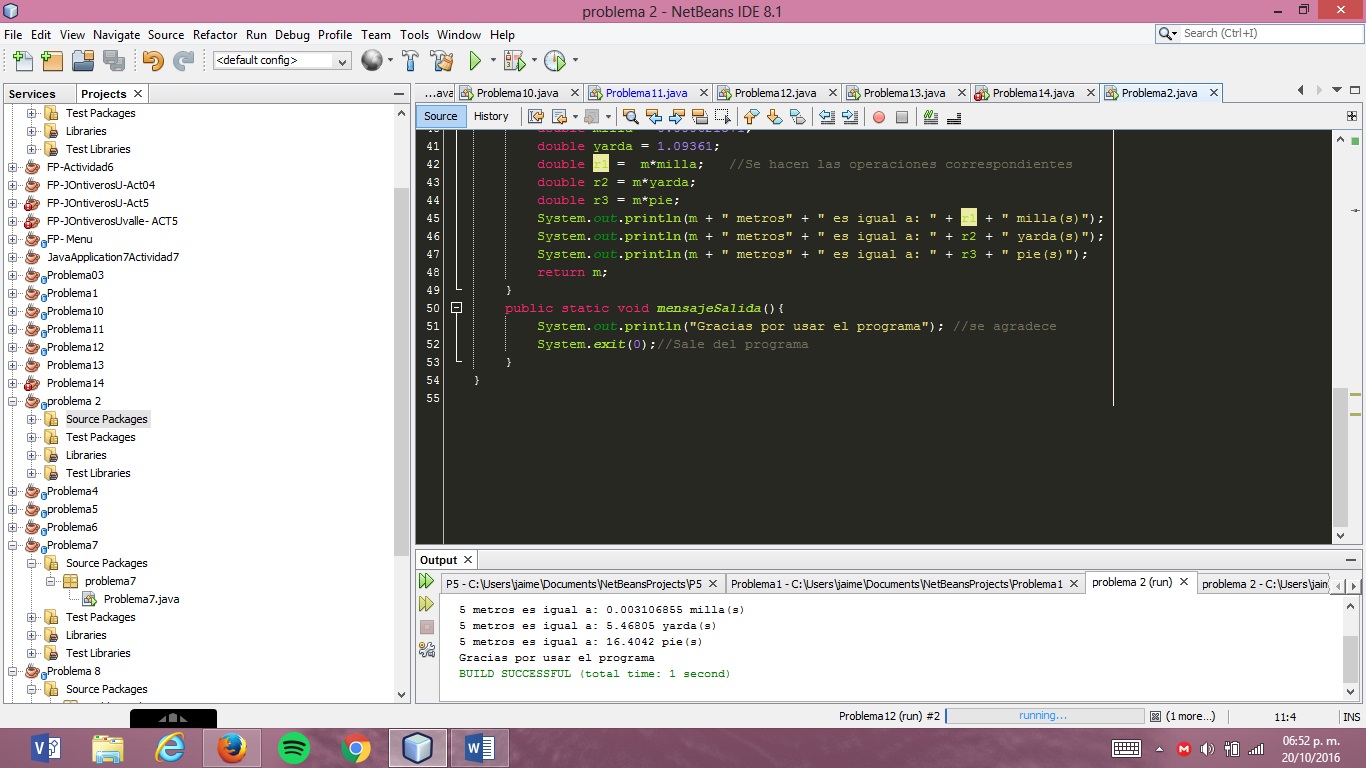 problema 2 - NetBeans IDE 8.1
File Edit View Navigate Source Refactor Run Debug Profile Team Tools Window Help
Search (Ctrl+I)
<default config>
Services Projects
Test Packages
Libraries
Test Libraries
FP-Actividad6
FP-JOntiverosU-Act04
FP-JOntiverosU-Act5
FP-JOntiverosUvalle- ACT5
FP- Menu
JavaApplication7Actividad7
Problema03
Problema1
Problema10
Problema11
Problema12
Problema13
Problema14
problema 2
Source Packages
Test Packages
Libraries
Test Libraries
Problema4
problema5
Problema6
Problema7
Source Packages
problema7
Problema7.java
Test Packages
Libraries
Test Libraries
Problema 8
Source Packages
...ava Problema10.java Problema11.java Problema12.java Problema13.java Problema14.java Problema2.java
Source History
41 double yarda = 1.09361;
42 double r1 = m*milla; //Se hacen las operaciones correspondientes
43 double r2 = m*yarda;
44 double r3 = m*pie;
45 System.out.println(m + " metros" + " es igual a: " + r1 + " milla(s)");
46 System.out.println(m + " metros" + " es igual a: " + r2 + " yarda(s)");
47 System.out.println(m + " metros" + " es igual a: " + r3 + " pie(s)");
48 return m;
49 }
50 public static void mensajeSalida(){
51 System.out.println("Gracias por usar el programa"); //se agradece
52 System.exit(0);//Sale del programa
53 }
54 }
55
Output
P5 - C:\Users\jaime\Documents\NetBeansProjects\P5 Problema1 - C:\Users\jaime\Documents\NetBeansProjects\Problema1 problema 2 (run) problema 2 - C:\Users\jaim
5 metros es igual a: 0.003106855 milla(s)
5 metros es igual a: 5.46805 yarda(s)
5 metros es igual a: 16.4042 pie(s)
Gracias por usar el programa
BUILD SUCCESSFUL (total time: 1 second)
Problema12 (run) #2 running... (1 more...) 11:4 INS
06:52 p. m.
20/10/2016